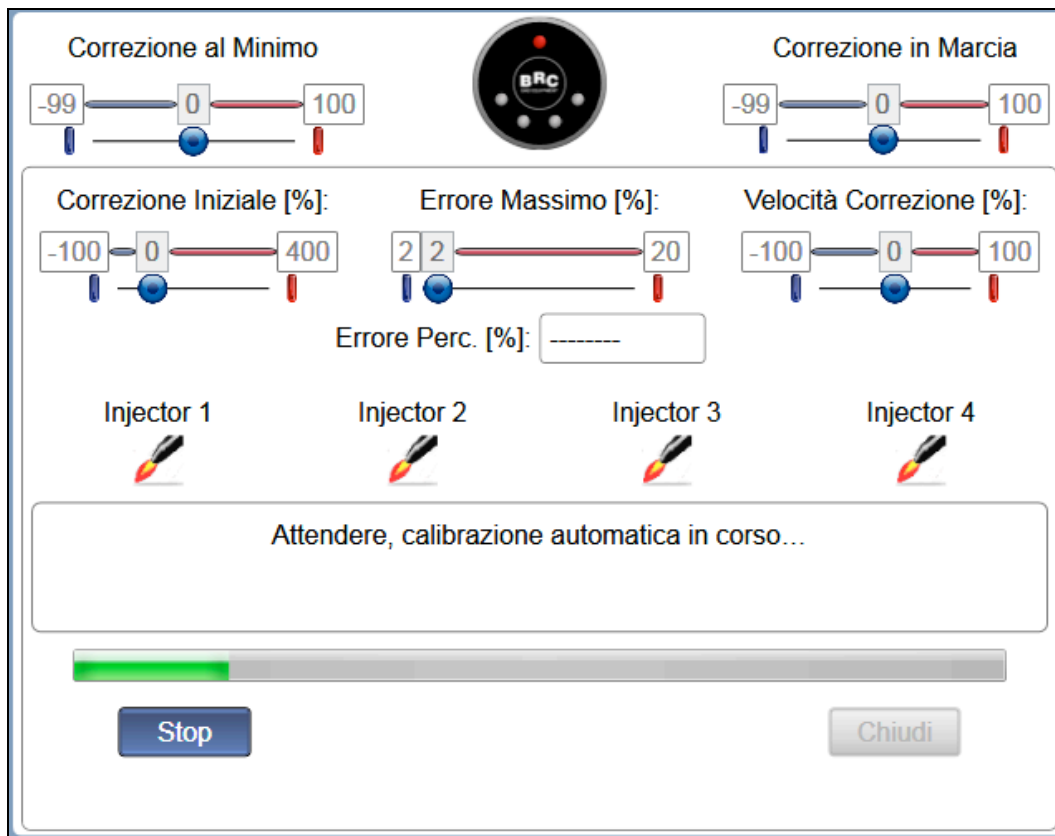 Correzione al Minimo
-99 0 100
BRC
Correzione in Marcia
-99 0 100
Correzione Iniziale [%]:
-100 0 400
Errore Massimo [%]:
2 2 20
Velocità Correzione [%]:
-100 0 100
Errore Perc. [%]: --------
Injector 1
Injector 2
Injector 3
Injector 4
Attendere, calibrazione automatica in corso...
Stop
Chiudi